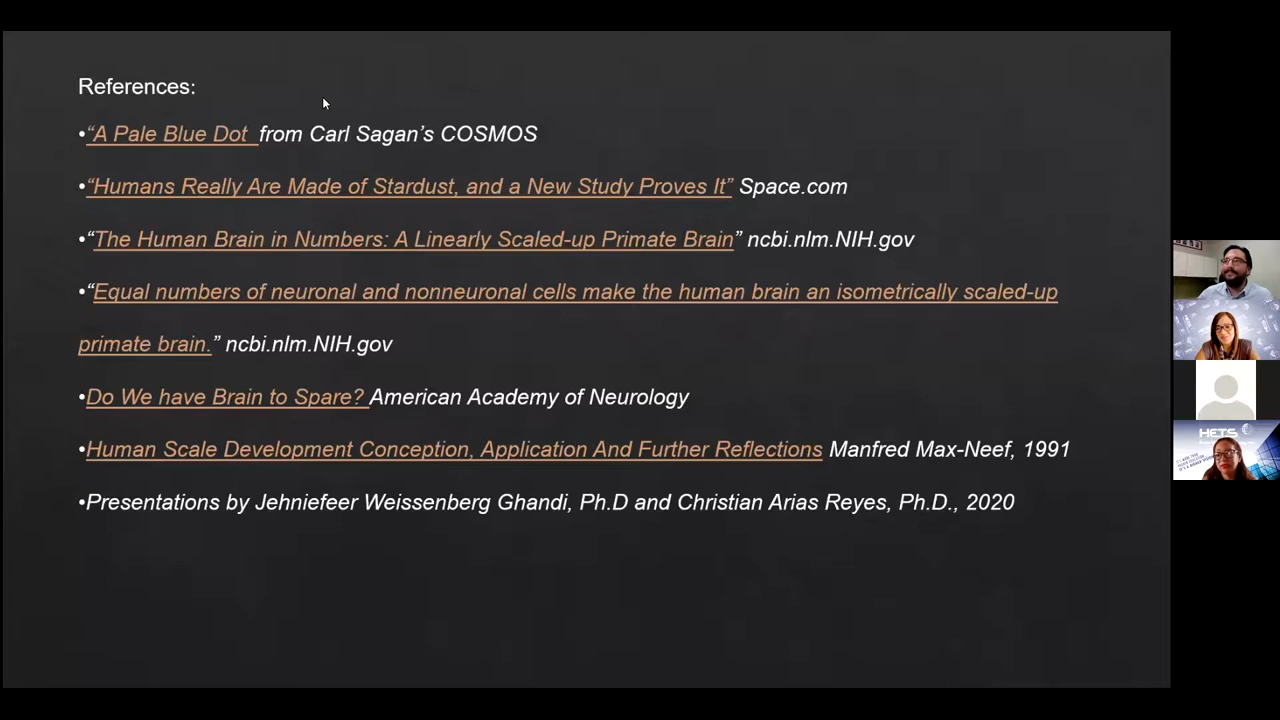 References:
•“A Pale Blue Dot from Carl Sagan’s COSMOS
•“Humans Really Are Made of Stardust, and a New Study Proves It” Space.com
•“The Human Brain in Numbers: A Linearly Scaled-up Primate Brain” ncbi.nlm.NIH.gov
•“Equal numbers of neuronal and nonneuronal cells make the human brain an isometrically scaled-up
primate brain.” ncbi.nlm.NIH.gov
•Do We have Brain to Spare? American Academy of Neurology
•Human Scale Development Conception, Application And Further Reflections Manfred Max-Neef, 1991
•Presentations by Jehniefeer Weissenberg Ghandi, Ph.D and Christian Arias Reyes, Ph.D., 2020
HETS